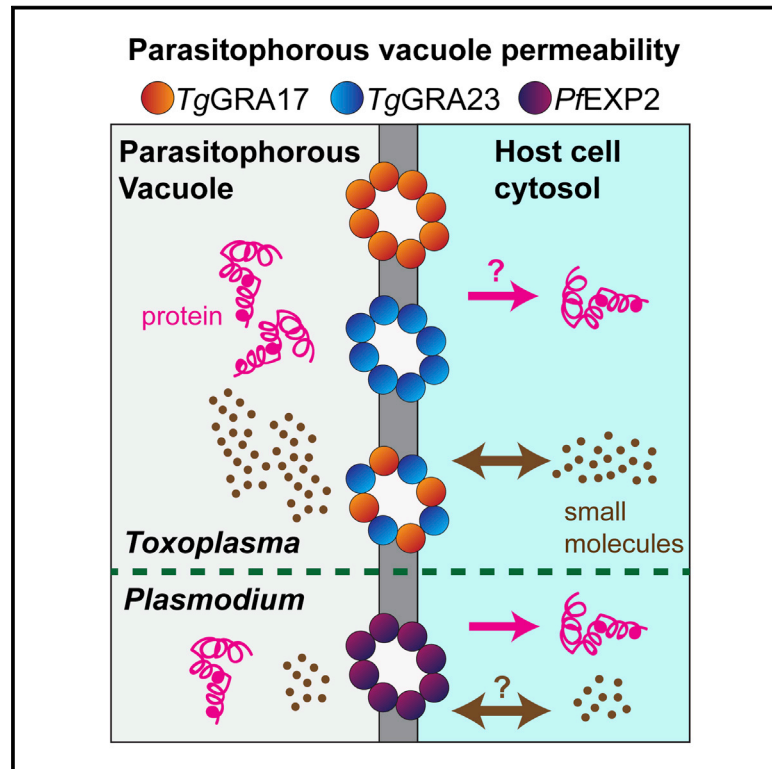 Parasitophorous vacuole permeability
TgGRA17 TgGRA23 PfEXP2
Parasitophorous
Vacuole
Host cell
cytosol
?
protein
small
molecules
Toxoplasma
Plasmodium
?